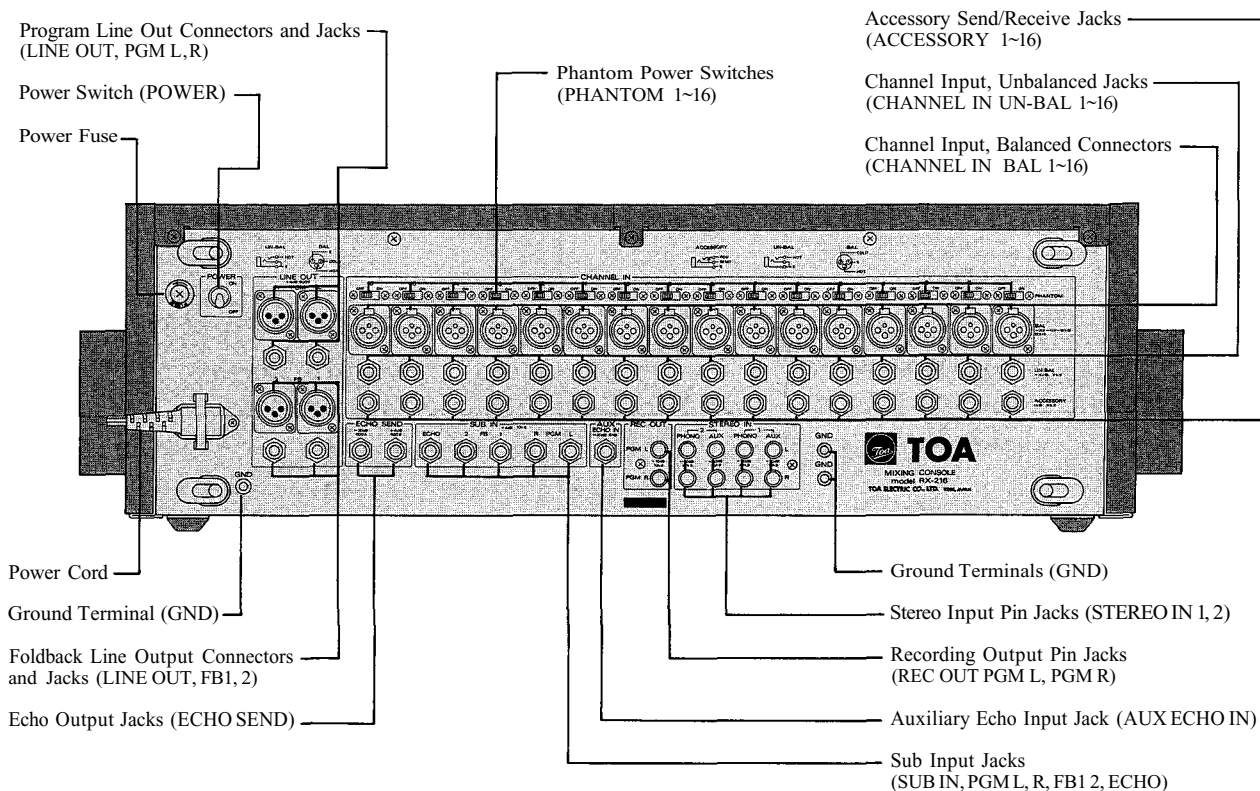 Program Line Out Connectors and Jacks
(LINE OUT, PGM L, R)
Power Switch (POWER)
Power Fuse
Phantom Power Switches
(PHANTOM 1~16)
Accessory Send/Receive Jacks
(ACCESSORY 1~16)
Channel Input, Unbalanced Jacks
(CHANNEL IN UN-BAL 1~16)
Channel Input, Balanced Connectors
(CHANNEL IN BAL 1~16)
UN-BAL
BAL
ACCESSORY
UN-BAL
BAL
POWER
ON
OFF
LINE OUT
CHANNEL IN
PHANTOM
BAL
UN-BAL
ACCESSORY
2 FB 1
ECHO SEND
SUB IN
AUX
ECHO IN
REC OUT
STEREO IN
ECHO 2 FB 1 R PGM L
2 1
PHONO AUX PHONO AUX
PGM L
PGM R
L
R
GND
GND
GND
TOA
MIXING CONSOLE
model RX-216
TOA ELECTRIC CO., LTD.
Power Cord
Ground Terminal (GND)
Foldback Line Output Connectors
and Jacks (LINE OUT, FB1, 2)
Echo Output Jacks (ECHO SEND)
Ground Terminals (GND)
Stereo Input Pin Jacks (STEREO IN 1, 2)
Recording Output Pin Jacks
(REC OUT PGM L, PGM R)
Auxiliary Echo Input Jack (AUX ECHO IN)
Sub Input Jacks
(SUB IN, PGM L, R, FB1 2, ECHO)